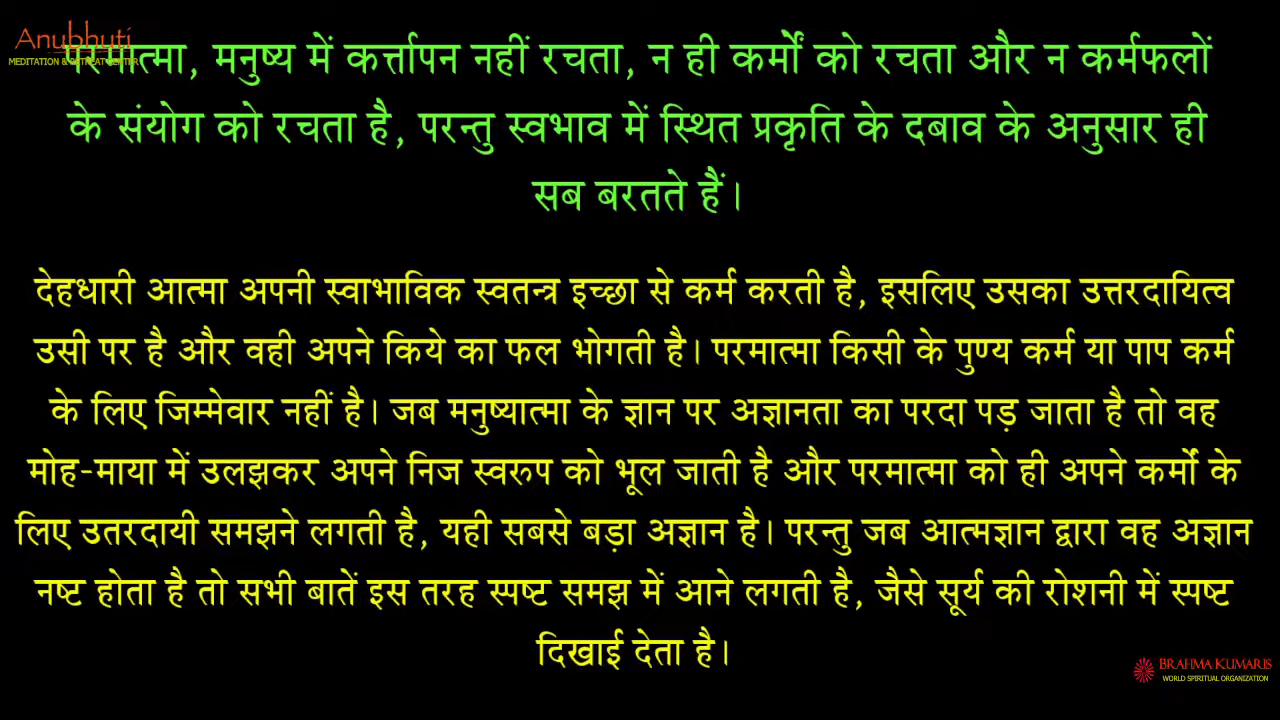 Anubhuti
MEDITATION & RETREAT CENTER
परमात्मा, मनुष्य में कर्त्तापन नहीं रचता, न ही कर्मों को रचता और न कर्मफलों
के संयोग को रचता है, परन्तु स्वभाव में स्थित प्रकृति के दबाव के अनुसार ही
सब बरतते हैं।
देहधारी आत्मा अपनी स्वाभाविक स्वतन्त्र इच्छा से कर्म करती है, इसलिए उसका उत्तरदायित्व
उसी पर है और वही अपने किये का फल भोगती है। परमात्मा किसी के पुण्य कर्म या पाप कर्म
के लिए जिम्मेवार नहीं है। जब मनुष्यात्मा के ज्ञान पर अज्ञानता का परदा पड़ जाता है तो वह
मोह-माया में उलझकर अपने निज स्वरूप को भूल जाती है और परमात्मा को ही अपने कर्मों के
लिए उतरदायी समझने लगती है, यही सबसे बड़ा अज्ञान है। परन्तु जब आत्मज्ञान द्वारा वह अज्ञान
नष्ट होता है तो सभी बातें इस तरह स्पष्ट समझ में आने लगती है, जैसे सूर्य की रोशनी में स्पष्ट
दिखाई देता है।
BRAHMA KUMARIS
WORLD SPIRITUAL ORGANIZATION